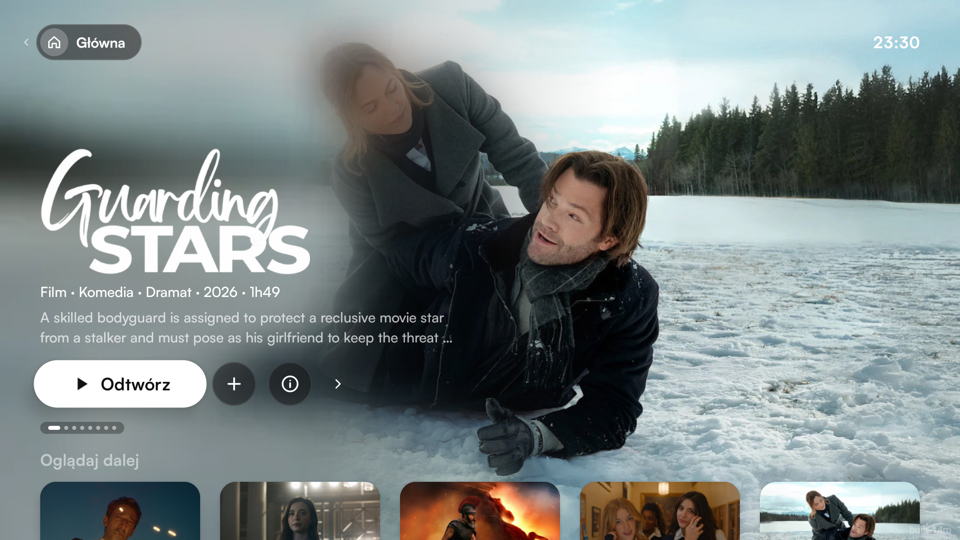 Główna
23:30
Guarding
STARS
Film · Komedia · Dramat · 2026 · 1h49
A skilled bodyguard is assigned to protect a reclusive movie star
from a stalker and must pose as his girlfriend to keep the threat ...
Odtwórz
Oglądaj dalej